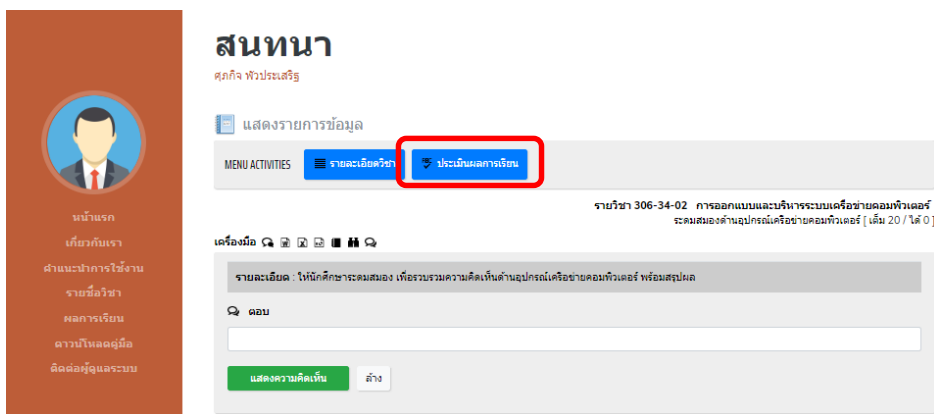 สนทนา
ศุภกิจ พัวประเสริฐ
แสดงรายการข้อมูล
MENU ACTIVITIES รายละเอียดวิชา ประเมินผลการเรียน
รายวิชา 306-34-02 การออกแบบและบริหารระบบเครือข่ายคอมพิวเตอร์
ระดมสมองด้านอุปกรณ์เครือข่ายคอมพิวเตอร์ [ เต็ม 20 / ได้ 0 ]
เครื่องมือ
รายละเอียด : ให้นักศึกษาระดมสมอง เพื่อรวบรวมความคิดเห็นด้านอุปกรณ์เครือข่ายคอมพิวเตอร์ พร้อมสรุปผล
ตอบ
แสดงความคิดเห็น ล้าง
หน้าแรก
เกี่ยวกับเรา
คำแนะนำการใช้งาน
รายชื่อวิชา
ผลการเรียน
ดาวน์โหลดคู่มือ
ติดต่อผู้ดูแลระบบ